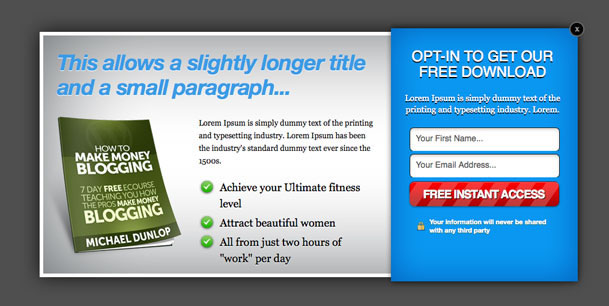 This allows a slightly longer title
and a small paragraph...
Lorem Ipsum is simply dummy text of the printing
and typesetting industry. Lorem Ipsum has been
the industry's standard dummy text ever since the
1500s.
Achieve your Ultimate fitness
level
Attract beautiful women
All from just two hours of
"work" per day
HOW TO
MAKE MONEY
BLOGGING
7 DAY FREE ECOURSE
TEACHING YOU HOW
THE PROS MAKE MONEY
BLOGGING
MICHAEL DUNLOP
x
OPT-IN TO GET OUR
FREE DOWNLOAD
Lorem Ipsum is simply dummy text of the
printing and typesetting industry. Lorem.
Your First Name...
Your Email Address...
FREE INSTANT ACCESS
Your information will never be shared
with any third party